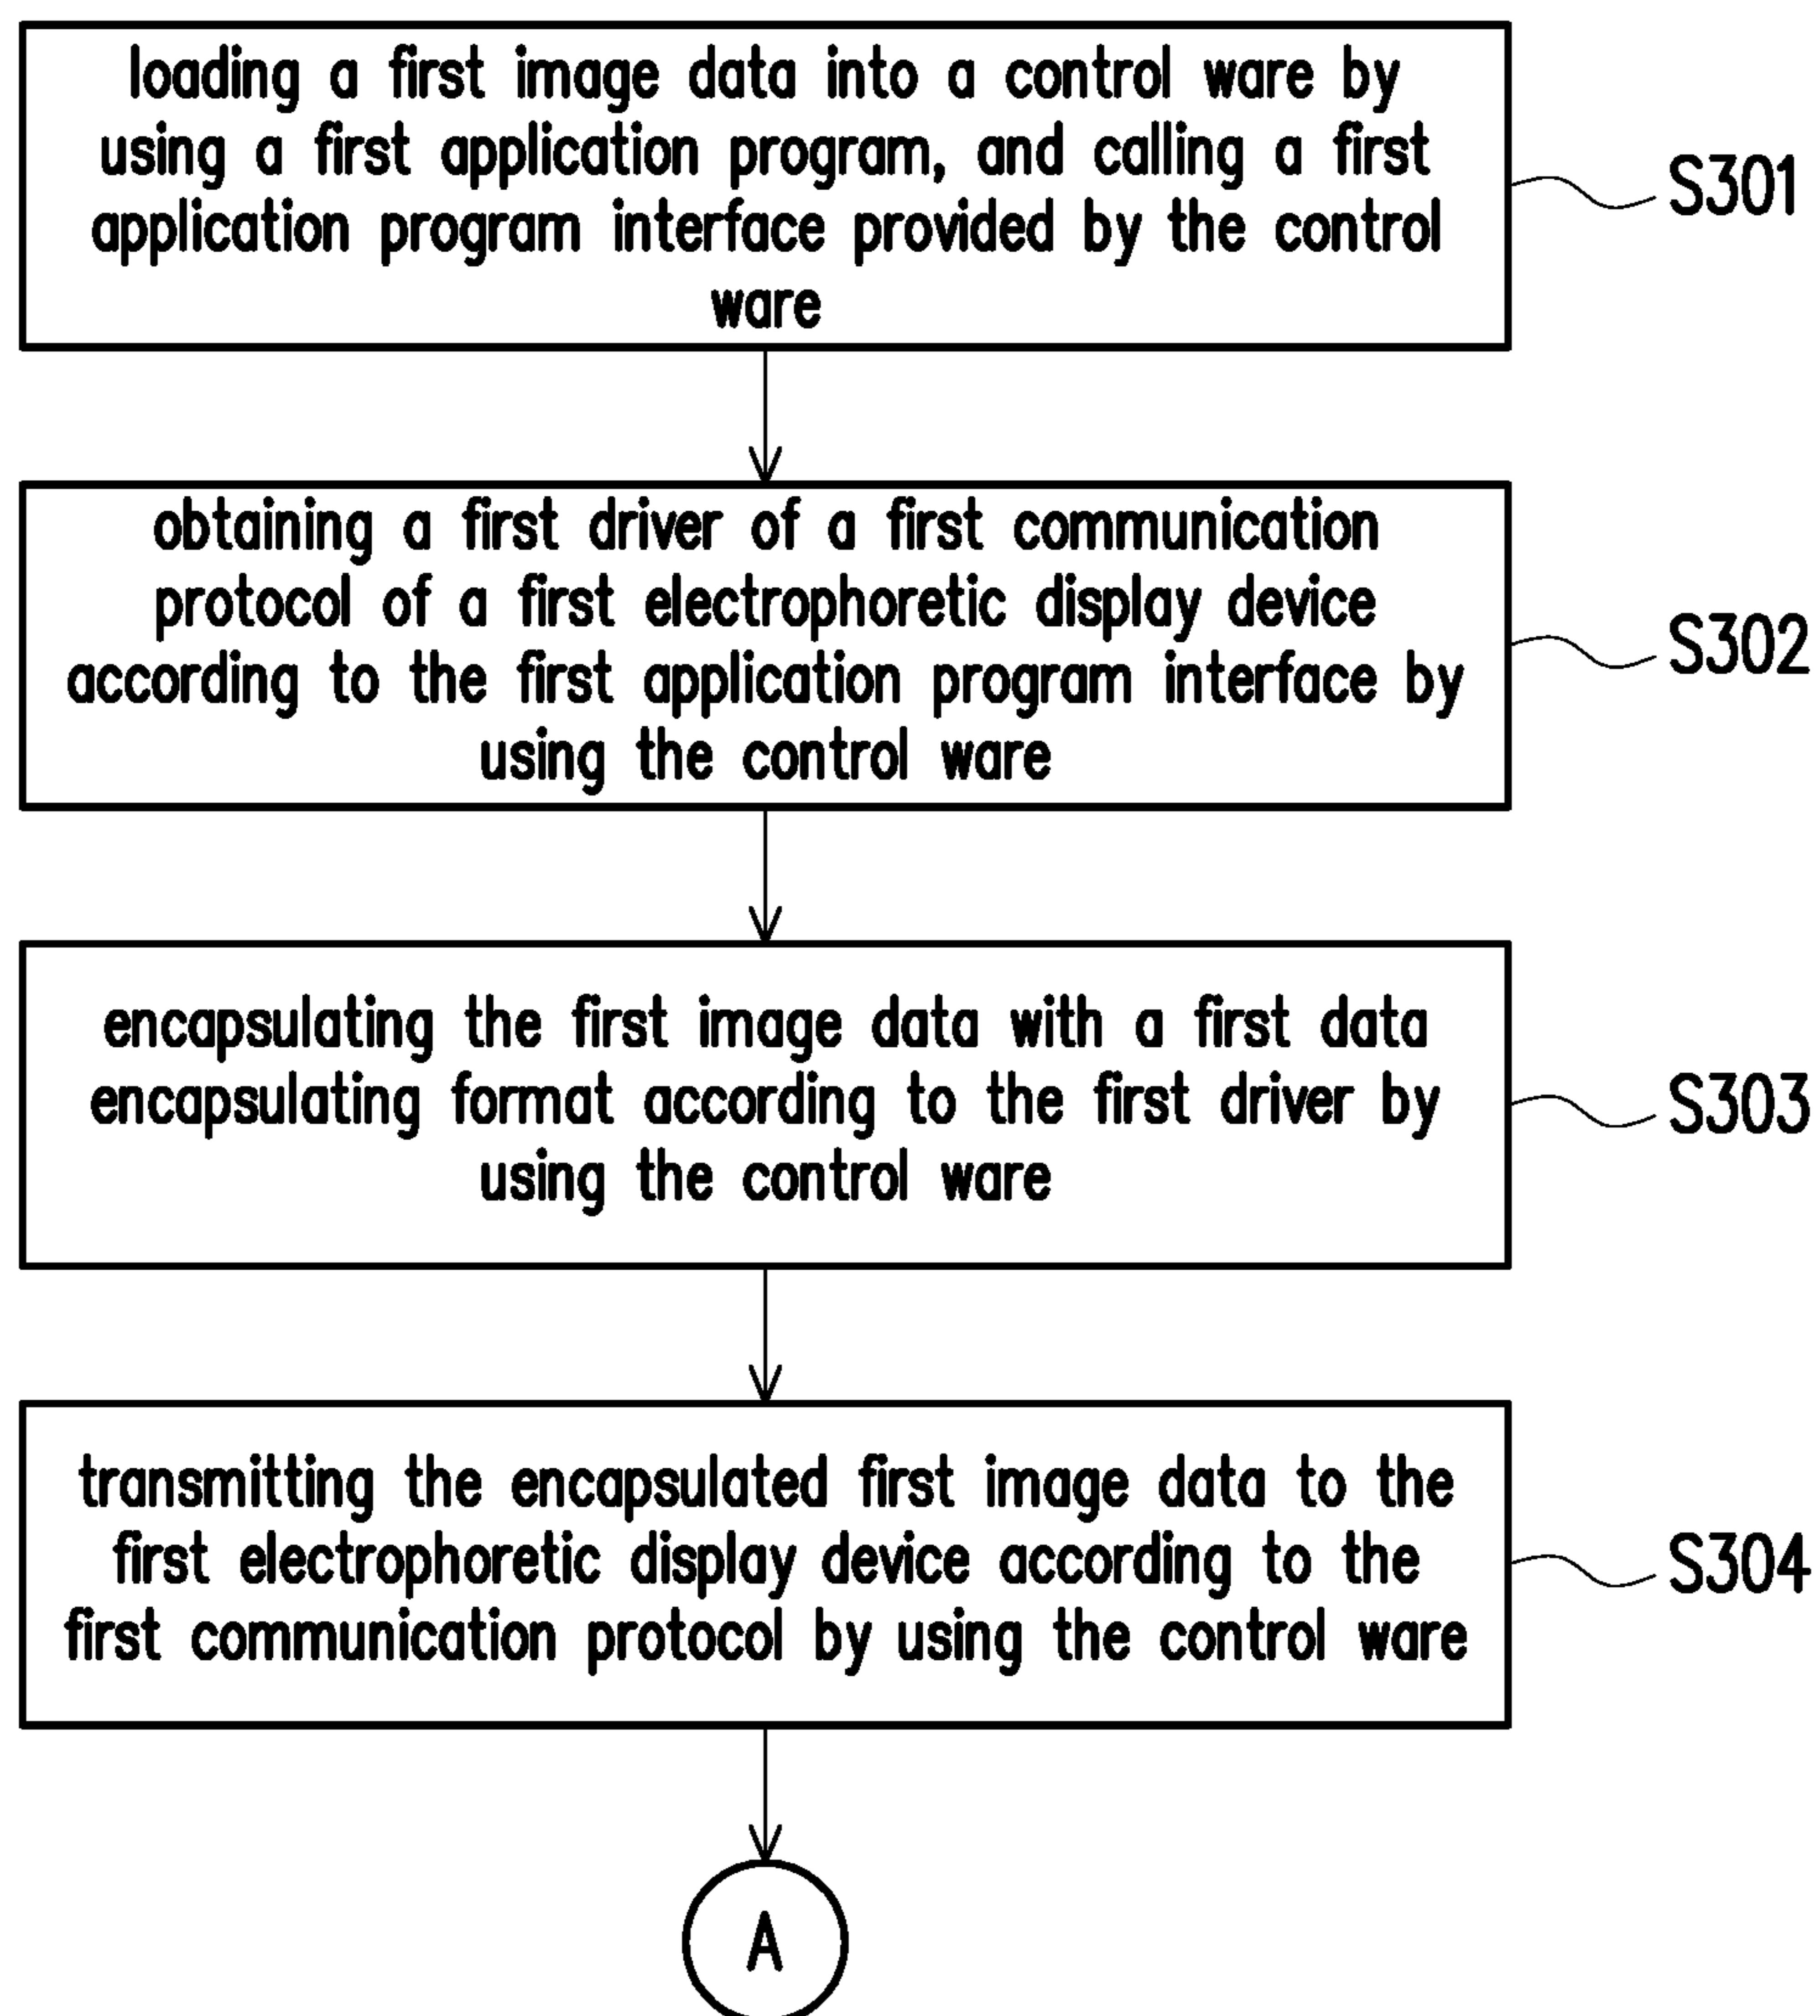 loading a first image data into a control ware by
using a first application program, and calling a first
application program interface provided by the control
ware
S301
obtaining a first driver of a first communication
protocol of a first electrophoretic display device
according to the first application program interface by
using the control ware
S302
encapsulating the first image data with a first data
encapsulating format according to the first driver by
using the control ware
S303
transmitting the encapsulated first image data to the
first electrophoretic display device according to the
first communication protocol by using the control ware
S304
A